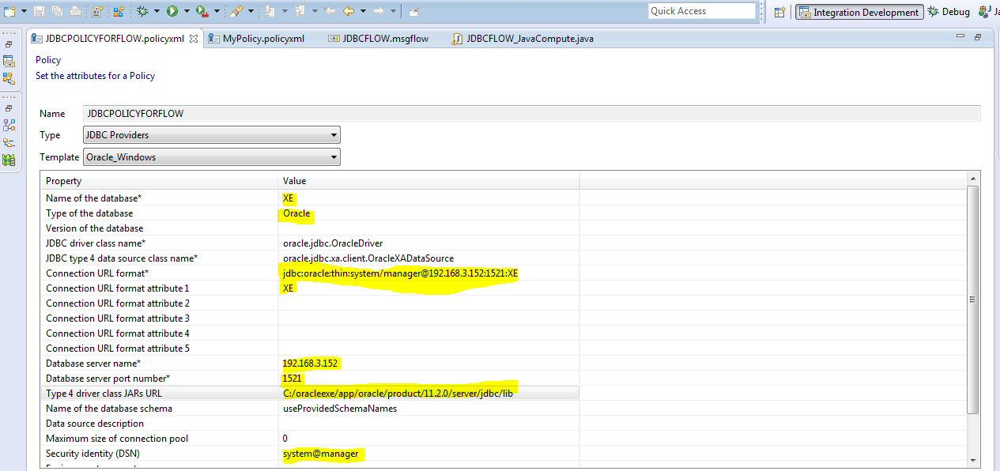 Quick Access
Integration Development
Debug
Ja
JDBCPOLICYFORFLOW.policyxml
MyPolicy.policyxml
JDBCFLOW.msgflow
JDBCFLOW_JavaCompute.java
Policy
Set the attributes for a Policy
Name JDBCPOLICYFORFLOW
Type JDBC Providers
Template Oracle_Windows
Property Value
Name of the database* XE
Type of the database Oracle
Version of the database
JDBC driver class name* oracle.jdbc.OracleDriver
JDBC type 4 data source class name* oracle.jdbc.xa.client.OracleXADataSource
Connection URL format* jdbc:oracle:thin:system/manager@192.168.3.152:1521:XE
Connection URL format attribute 1 XE
Connection URL format attribute 2
Connection URL format attribute 3
Connection URL format attribute 4
Connection URL format attribute 5
Database server name* 192.168.3.152
Database server port number* 1521
Type 4 driver class JARs URL C:/oracleexe/app/oracle/product/11.2.0/server/jdbc/lib
Name of the database schema useProvidedSchemaNames
Data source description
Maximum size of connection pool 0
Security identity (DSN) system@manager